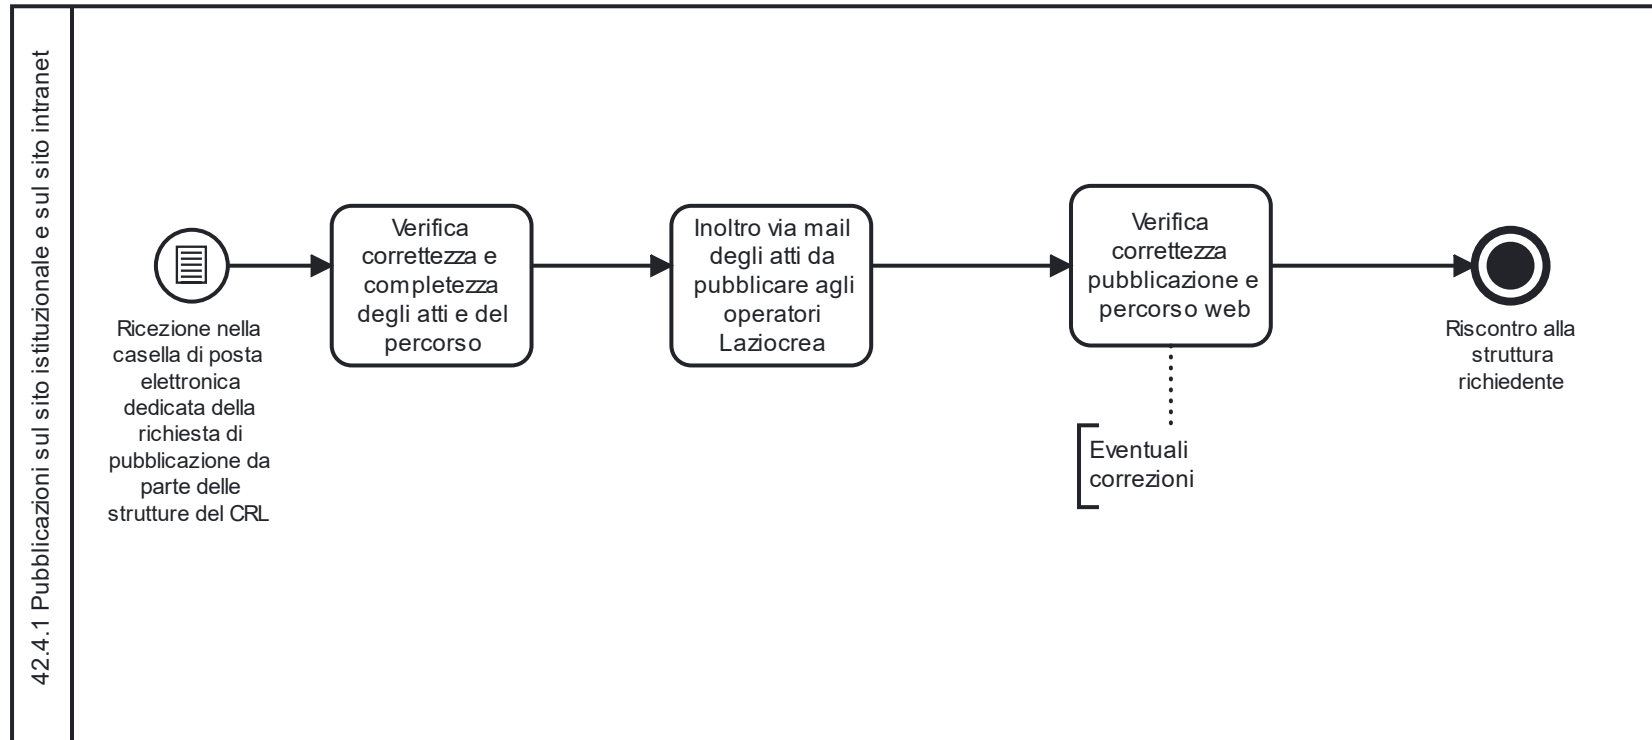 42.4.1 Pubblicazioni sul sito istituzionale e sul sito intranet
Ricezione nella
casella di posta
elettronica
dedicata della
richiesta di
pubblicazione da
parte delle
strutture del CRL
Verifica
correttezza e
completezza
degli atti e del
percorso
Inoltro via mail
degli atti da
pubblicare agli
operatori
Laziocrea
Verifica
correttezza
pubblicazione e
percorso web
Eventuali
correzioni
Riscontro alla
struttura
richiedente